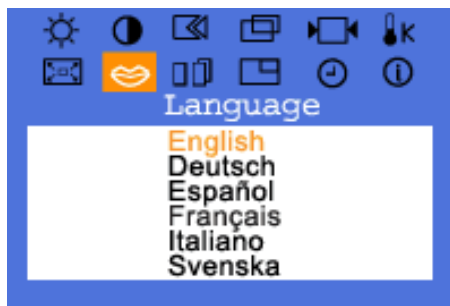 K
Language
English
Deutsch
Español
Français
Italiano
Svenska